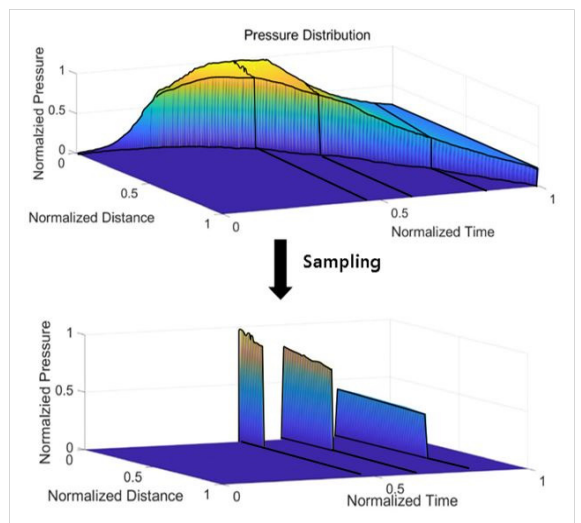 Pressure Distribution
Normalzied Pressure
1
0.5
0
0
0.5
1
Normalized Distance
0
0.5
1
Normalized Time
Sampling
Normalzied Pressure
1
0.5
0
0
0.5
1
Normalized Distance
0
0.5
1
Normalized Time